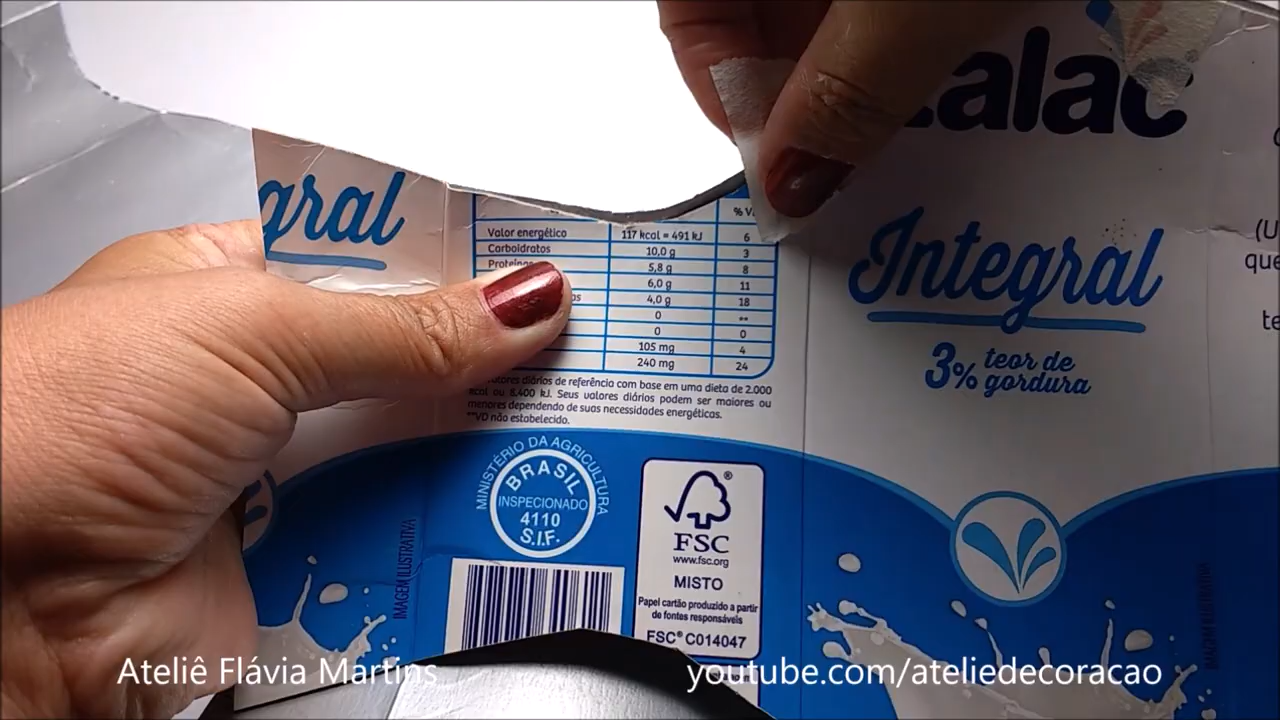 gral
% V
Valor energético 117 kcal = 491 kJ 6
Carboidratos 10,0 g 3
Proteínas 5,8 g 8
6,0 g 11
as 4,0 g 18
0 **
0 0
105 mg 4
240 mg 24
valores diários de referência com base em uma dieta de 2.000
kcal ou 8.400 kJ. Seus valores diários podem ser maiores ou
menores dependendo de suas necessidades energéticas.
**VD não estabelecido.
MINISTÉRIO DA AGRICULTURA
BRASIL
INSPECIONADO
4110
S.I.F.
IMAGEM ILUSTRATIVA
FSC
www.fsc.org
MISTO
Papel cartão produzido a partir
de fontes responsáveis
FSC® C014047
alac
Integral
3% teor de
gordura
(U
que
te
Ateliê Flávia Martins
youtube.com/ateliedecoracao